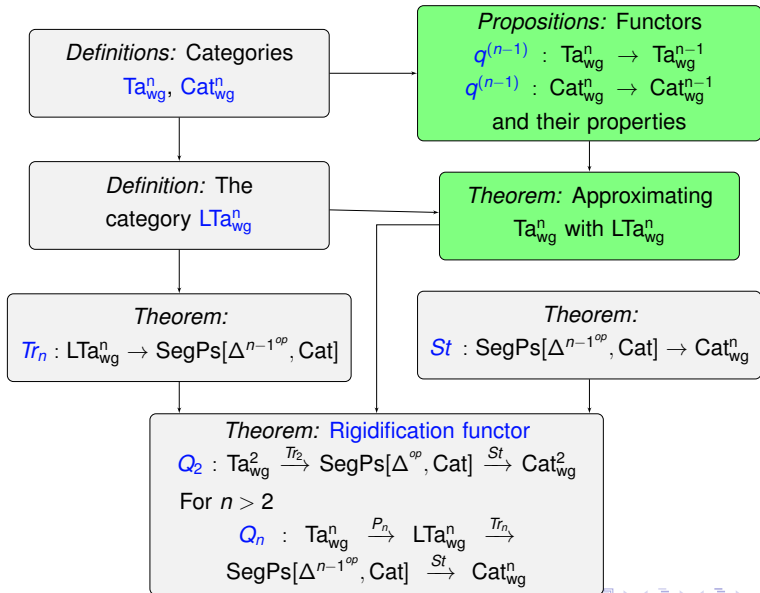 Definitions: Categories
Ta^n_wg, Cat^n_wg
Propositions: Functors
q^(n−1) : Ta^n_wg → Ta^{n−1}_wg
q^(n−1) : Cat^n_wg → Cat^{n−1}_wg
and their properties
Definition: The
category LTa^n_wg
Theorem: Approximating
Ta^n_wg with LTa^n_wg
Theorem:
Tr_n : LTa^n_wg → SegPs[Δ^{n−1^{op}}, Cat]
Theorem:
St : SegPs[Δ^{n−1^{op}}, Cat] → Cat^n_wg
Theorem: Rigidification functor
Q_2 : Ta^2_wg —Tr_2→ SegPs[Δ^{op}, Cat] —St→ Cat^2_wg
For n > 2
Q_n : Ta^n_wg —P_n→ LTa^n_wg —Tr_n→
SegPs[Δ^{n−1^{op}}, Cat] —St→ Cat^n_wg